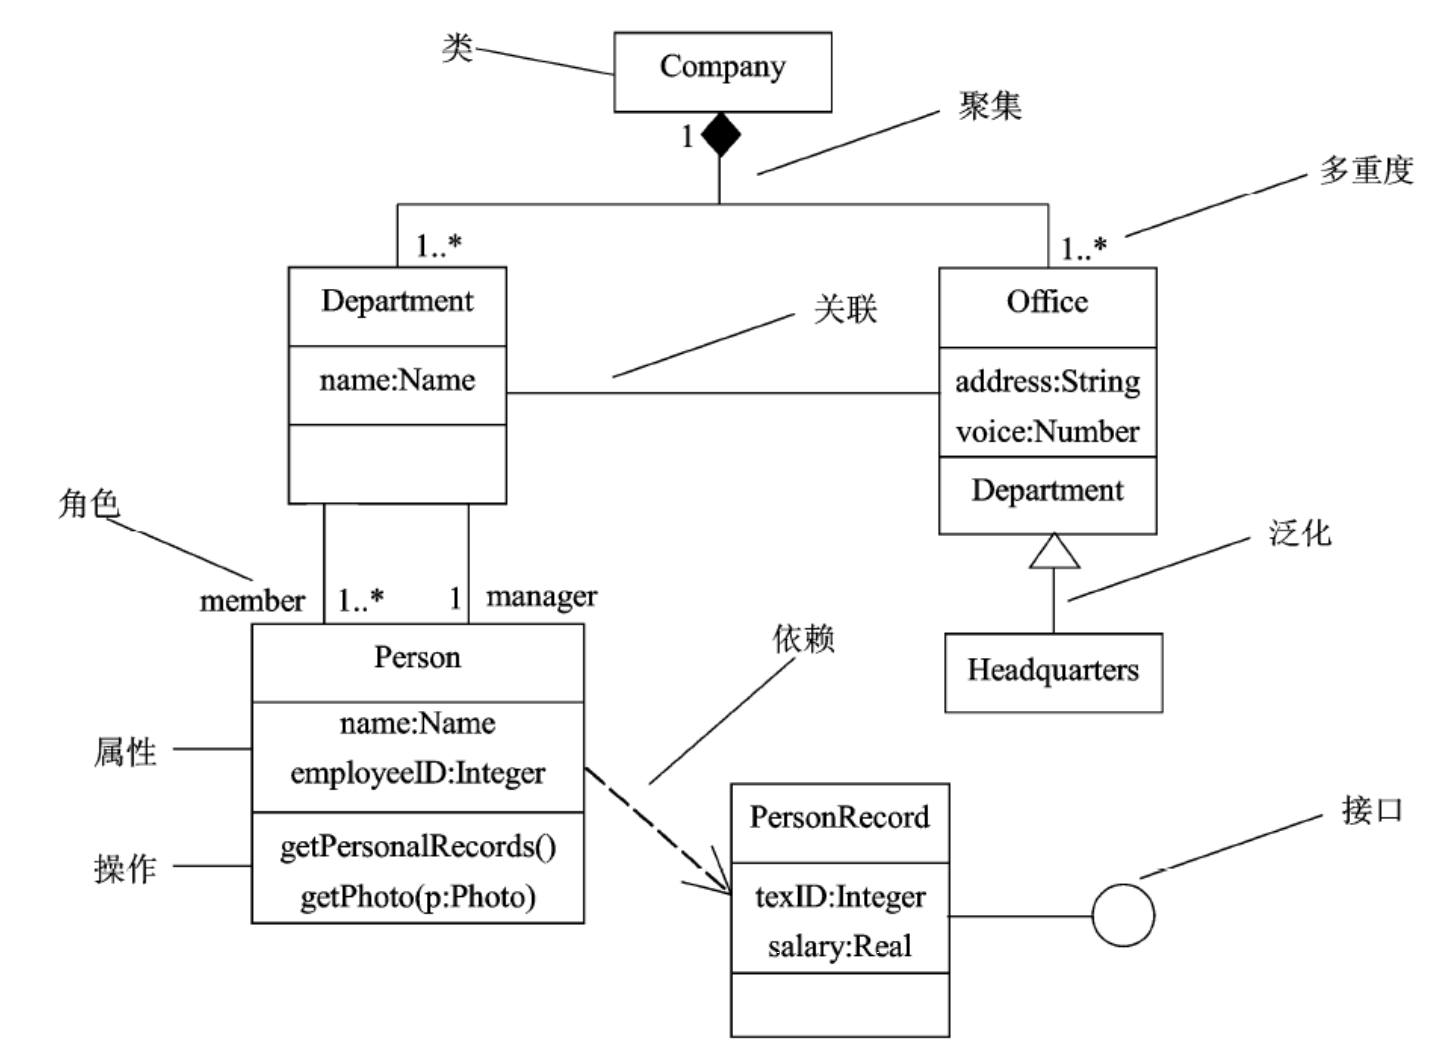 类
Company
聚集
1
多重度
1..*
1..*
Department
Office
关联
name:Name
address:String
voice:Number
Department
角色
泛化
member
1..*
1
manager
Person
依赖
Headquarters
name:Name
属性
employeeID:Integer
PersonRecord
接口
getPersonalRecords()
操作
getPhoto(p:Photo)
texID:Integer
salary:Real